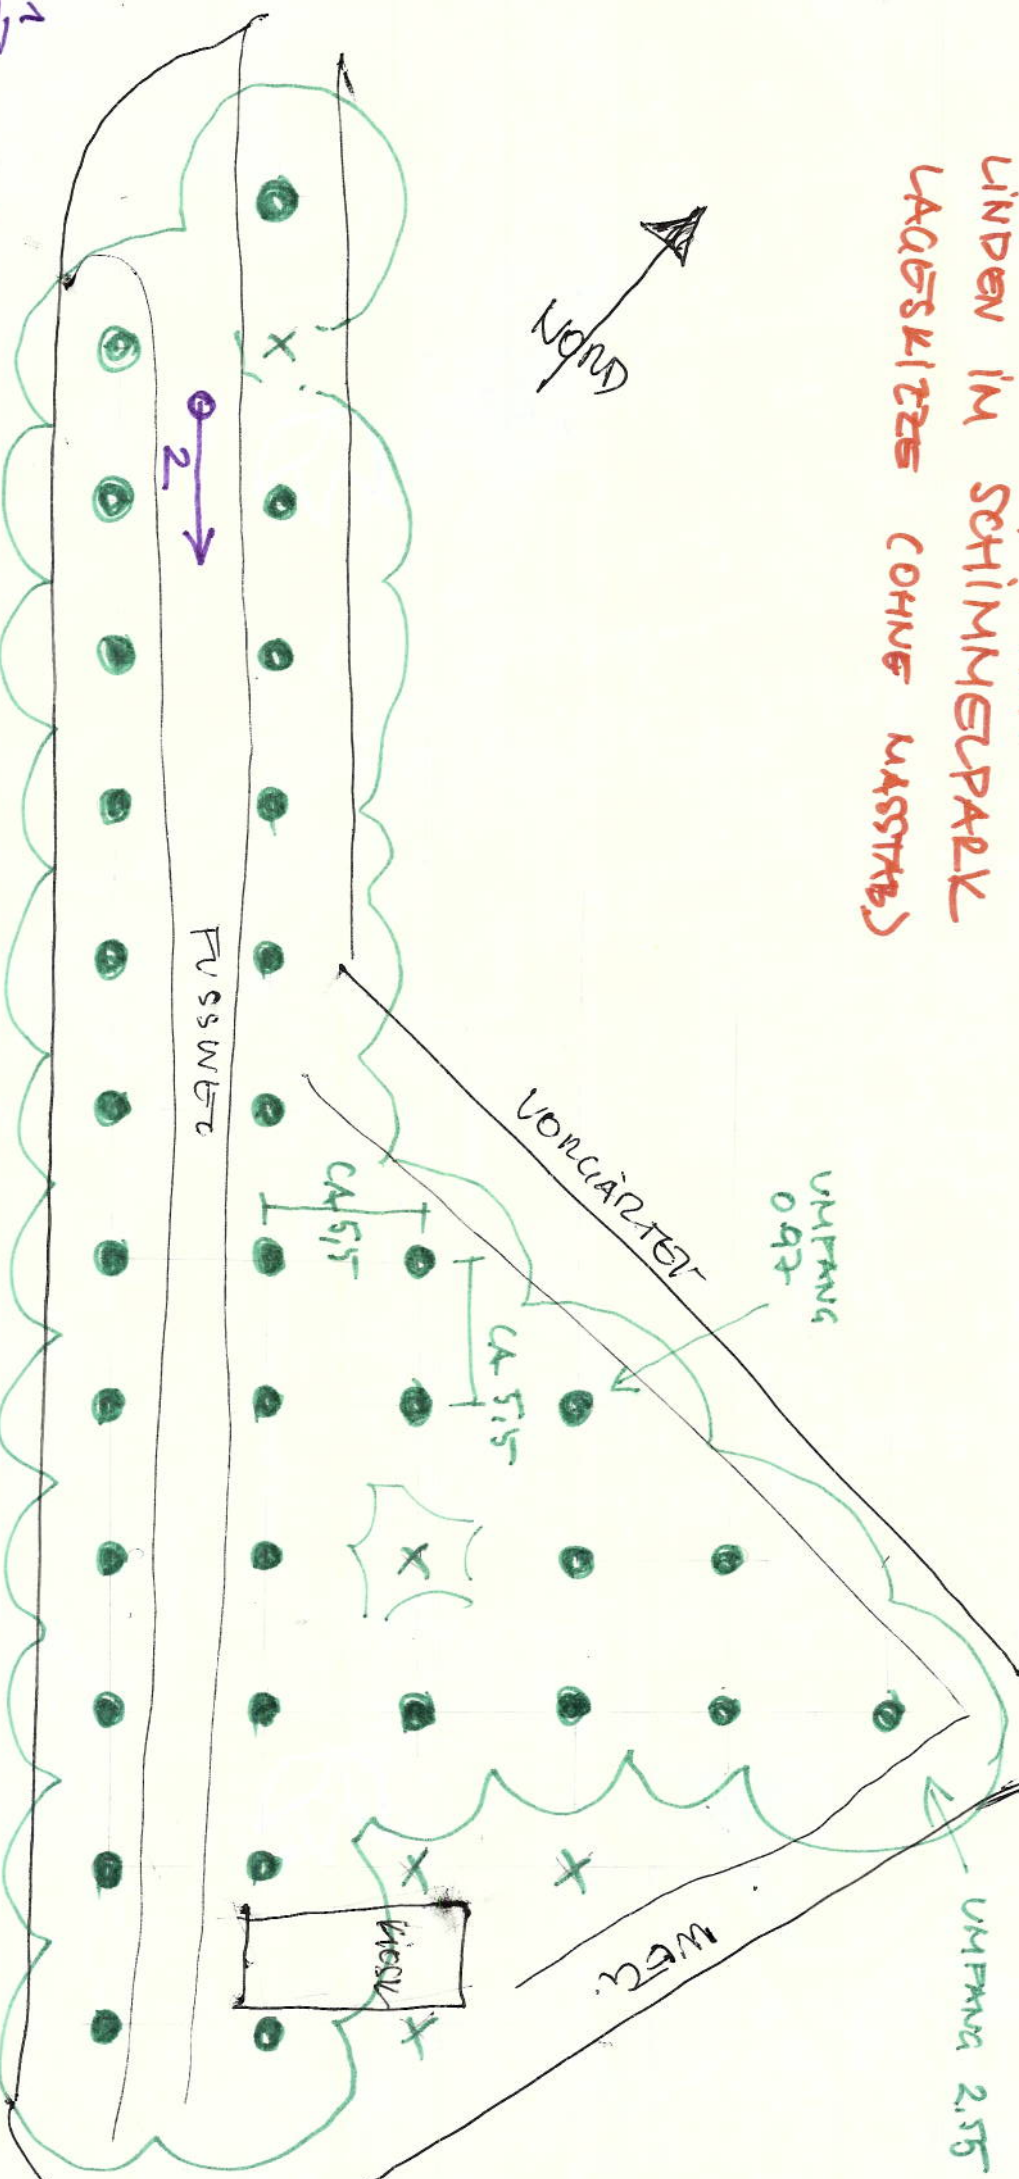 LINDEN IM SCHIMMELPARK
LAGESKIZZE (OHNE MASSTAB)
NORD
2
FUSSWEG
VORGÄRTEN
UMFANG
0.97
CA 5,5
CA 5,5
KIOSK
WEG
UMFANG 2.55
1